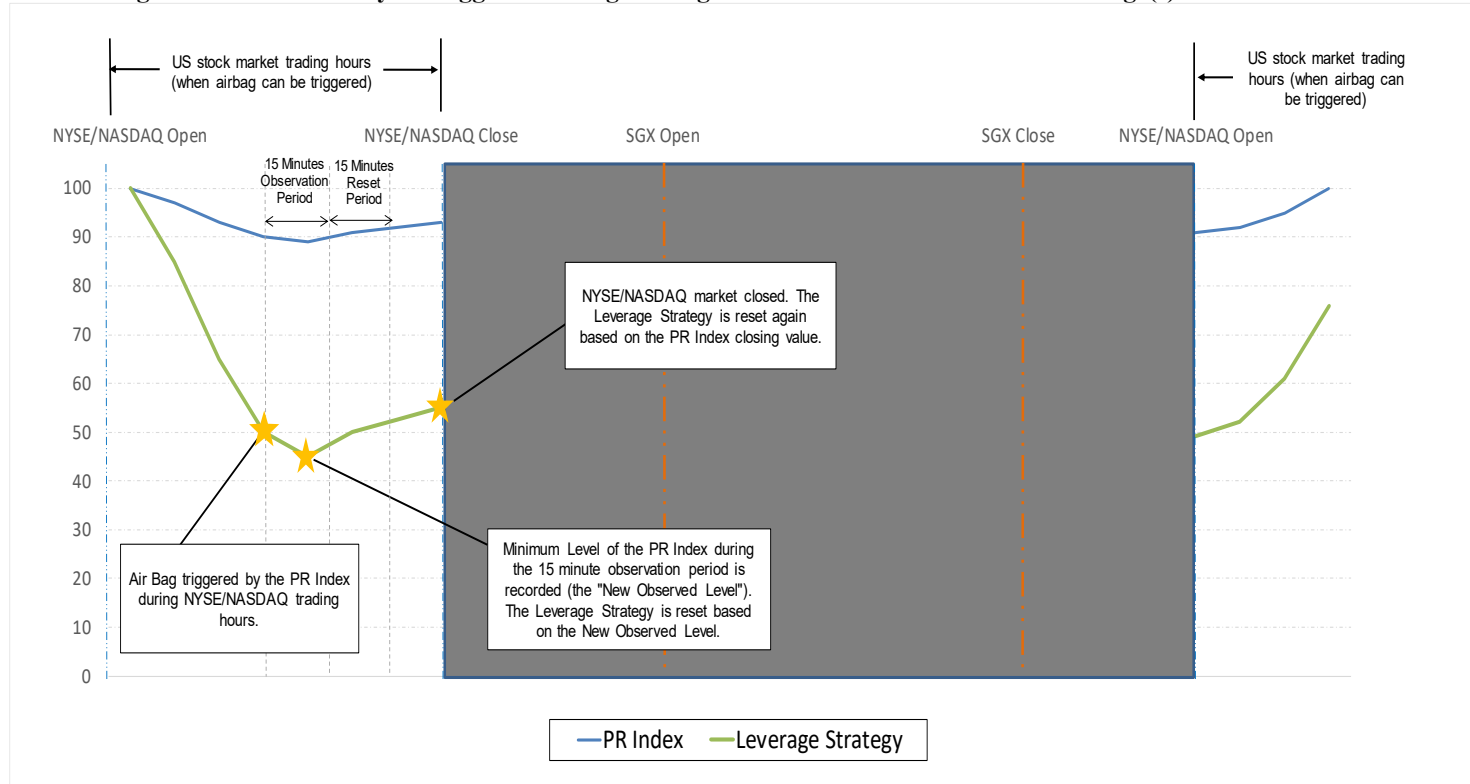 US stock market trading hours
(when airbag can be triggered)
US stock market trading
hours (when airbag can
be triggered)
NYSE/NASDAQ Open
NYSE/NASDAQ Close
SGX Open
SGX Close
NYSE/NASDAQ Open
15 Minutes
Observation
Period
15 Minutes
Reset
Period
100
90
80
70
60
50
40
30
20
10
0
NYSE/NASDAQ market closed. The
Leverage Strategy is reset again
based on the PR Index closing value.
Air Bag triggered by the PR Index
during NYSE/NASDAQ trading
hours.
Minimum Level of the PR Index during
the 15 minute observation period is
recorded (the "New Observed Level").
The Leverage Strategy is reset based
on the New Observed Level.
PR Index
Leverage Strategy